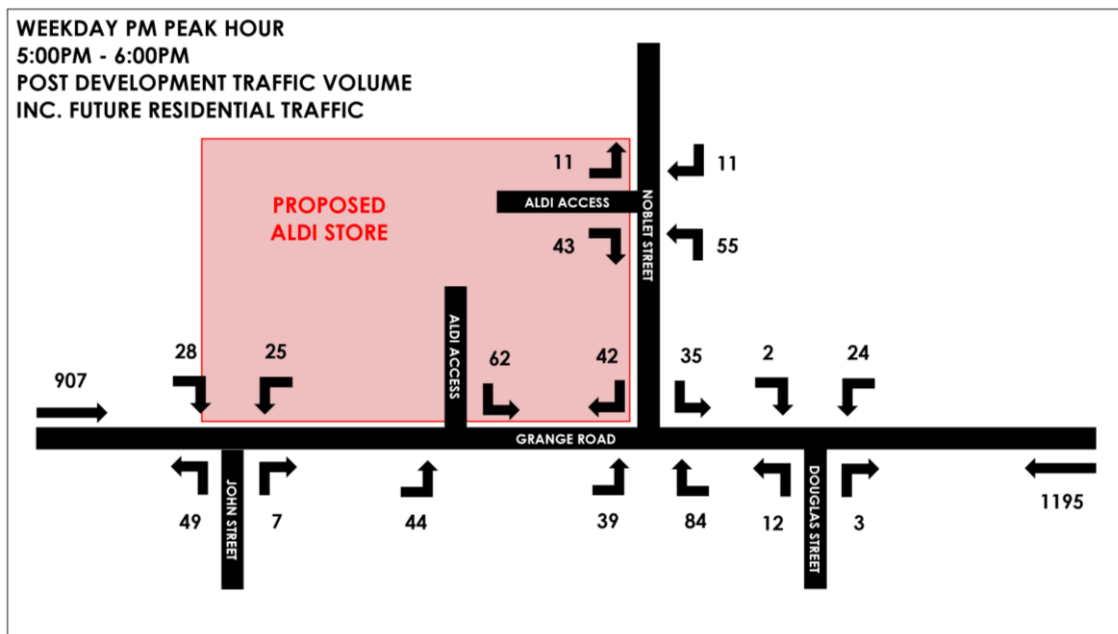 WEEKDAY PM PEAK HOUR
5:00PM - 6:00PM
POST DEVELOPMENT TRAFFIC VOLUME
INC. FUTURE RESIDENTIAL TRAFFIC
11
11
ALDI ACCESS
NOBLET STREET
PROPOSED
ALDI STORE
43
55
ALDI ACCESS
28
25
62
42
35
2
24
907
GRANGE ROAD
JOHN STREET
DOUGLAS STREET
49
7
44
39
84
12
3
1195